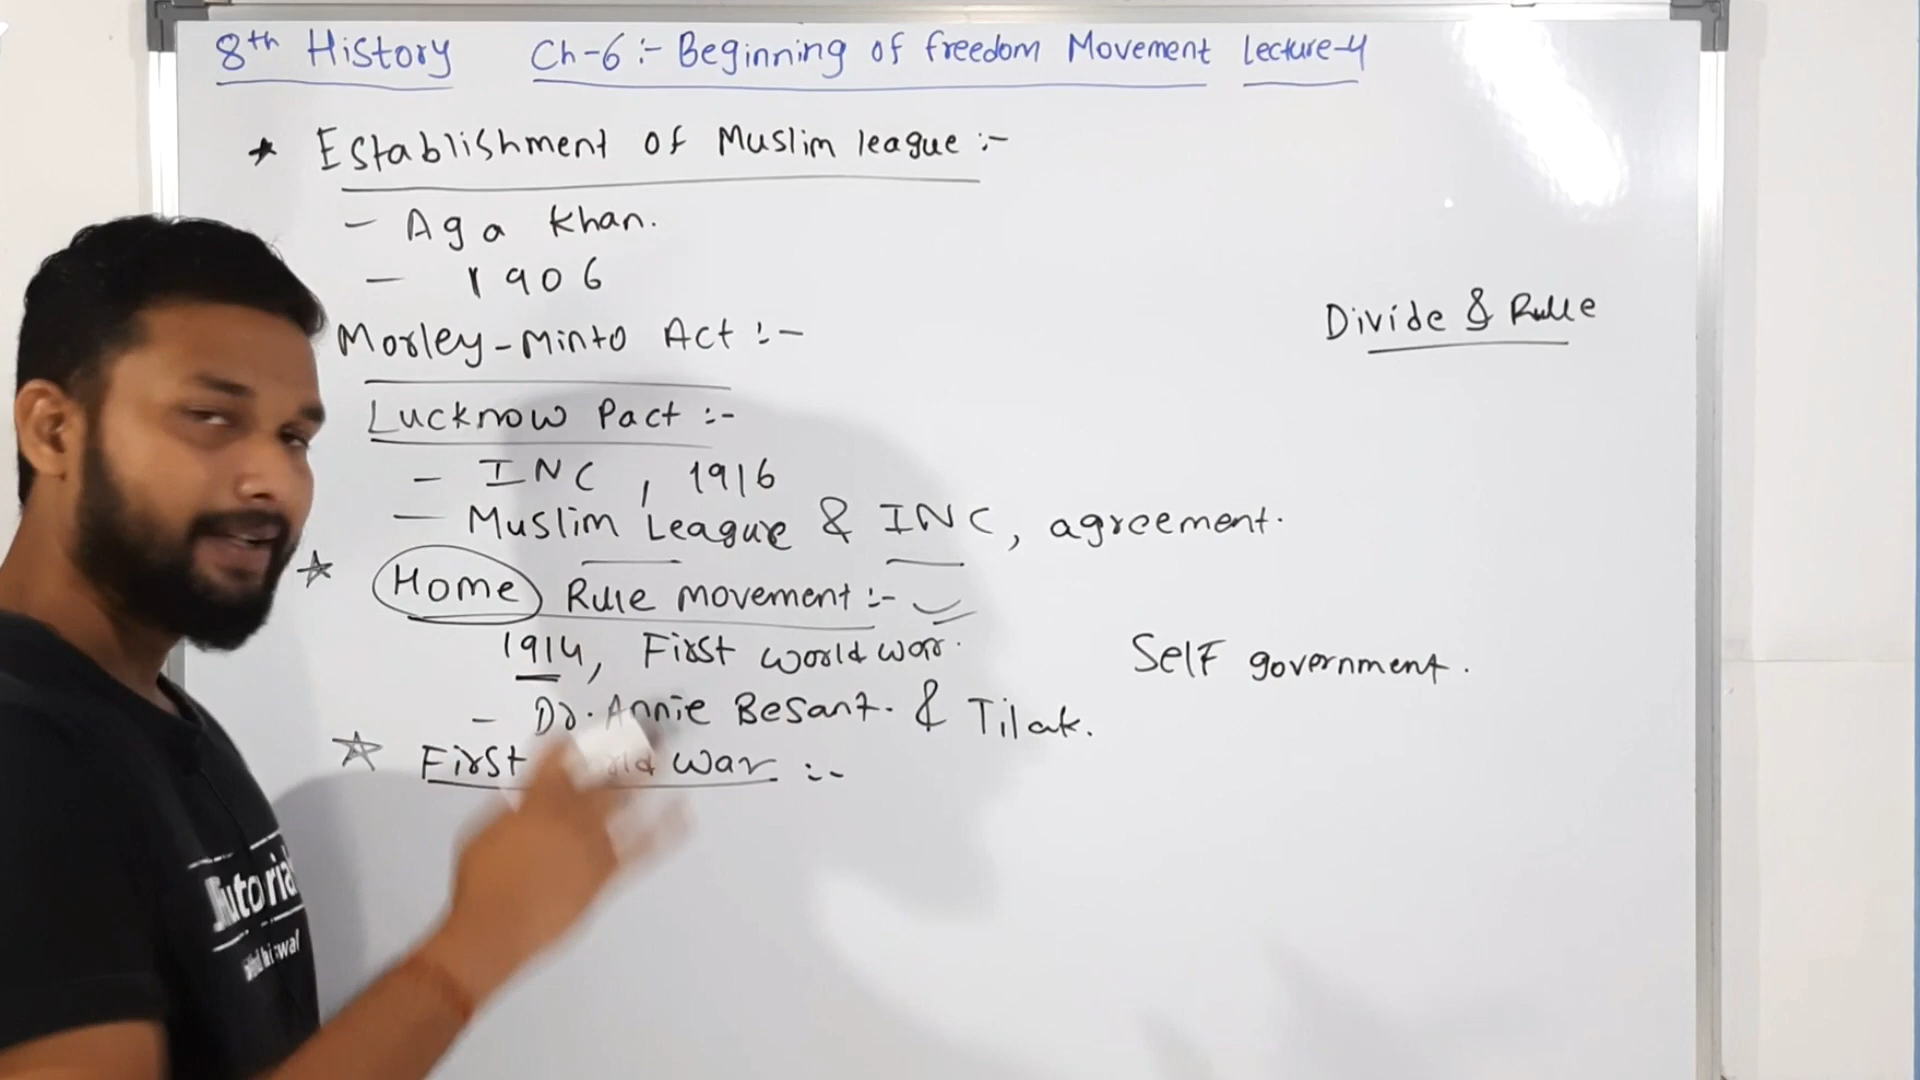 8th History Ch-6 :- Beginning of freedom Movement Lecture-4
* Establishment of Muslim league :-
- Aga Khan.
- 1906
Morley-Minto Act :-
Divide & Rule
Lucknow Pact :-
- INC, 1916
- Muslim League & INC, agreement.
☆ Home Rule movement :-
1914, First world war.
Self government.
- Dr. Annie Besant. & Tilak.
☆ First War :-